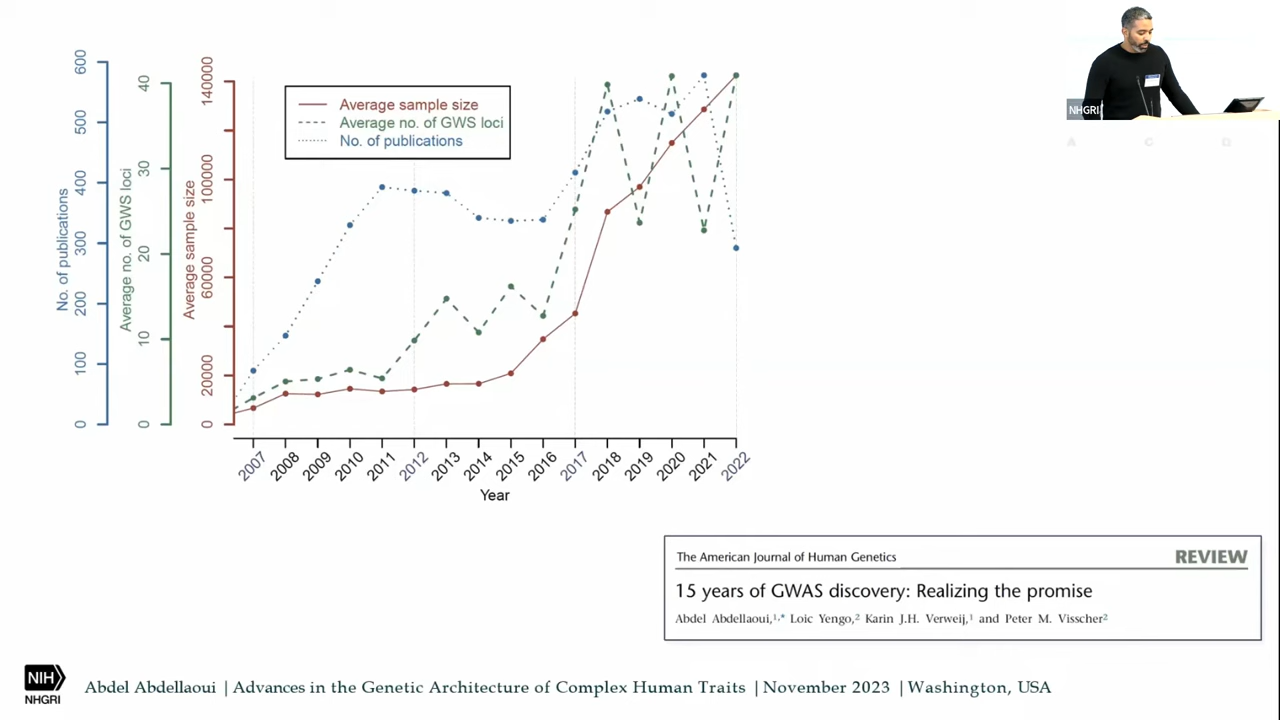 No. of publications
0
100
200
300
400
500
600
Average no. of GWS loci
0
10
20
30
40
Average sample size
0
20000
60000
100000
140000
Average sample size
Average no. of GWS loci
No. of publications
2007 2008 2009 2010 2011 2012 2013 2014 2015 2016 2017 2018 2019 2020 2021 2022
Year
NHGRI
The American Journal of Human Genetics REVIEW
15 years of GWAS discovery: Realizing the promise
Abdel Abdellaoui,1,* Loic Yengo,2 Karin J.H. Verweij,1 and Peter M. Visscher2
NIH
NHGRI
Abdel Abdellaoui | Advances in the Genetic Architecture of Complex Human Traits | November 2023 | Washington, USA